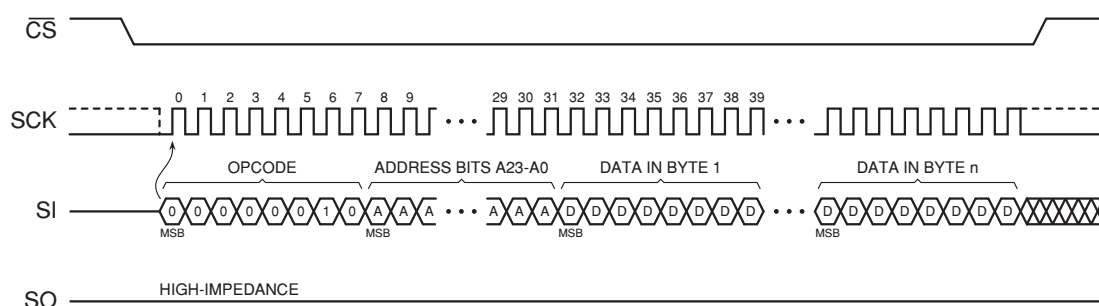 CS
0 1 2 3 4 5 6 7 8 9 29 30 31 32 33 34 35 36 37 38 39
SCK
OPCODE ADDRESS BITS A23-A0 DATA IN BYTE 1 DATA IN BYTE n
SI 0 0 0 0 0 0 1 0 A A A A A A D D D D D D D D D D D D D D D D
MSB MSB MSB MSB
HIGH-IMPEDANCE
SO